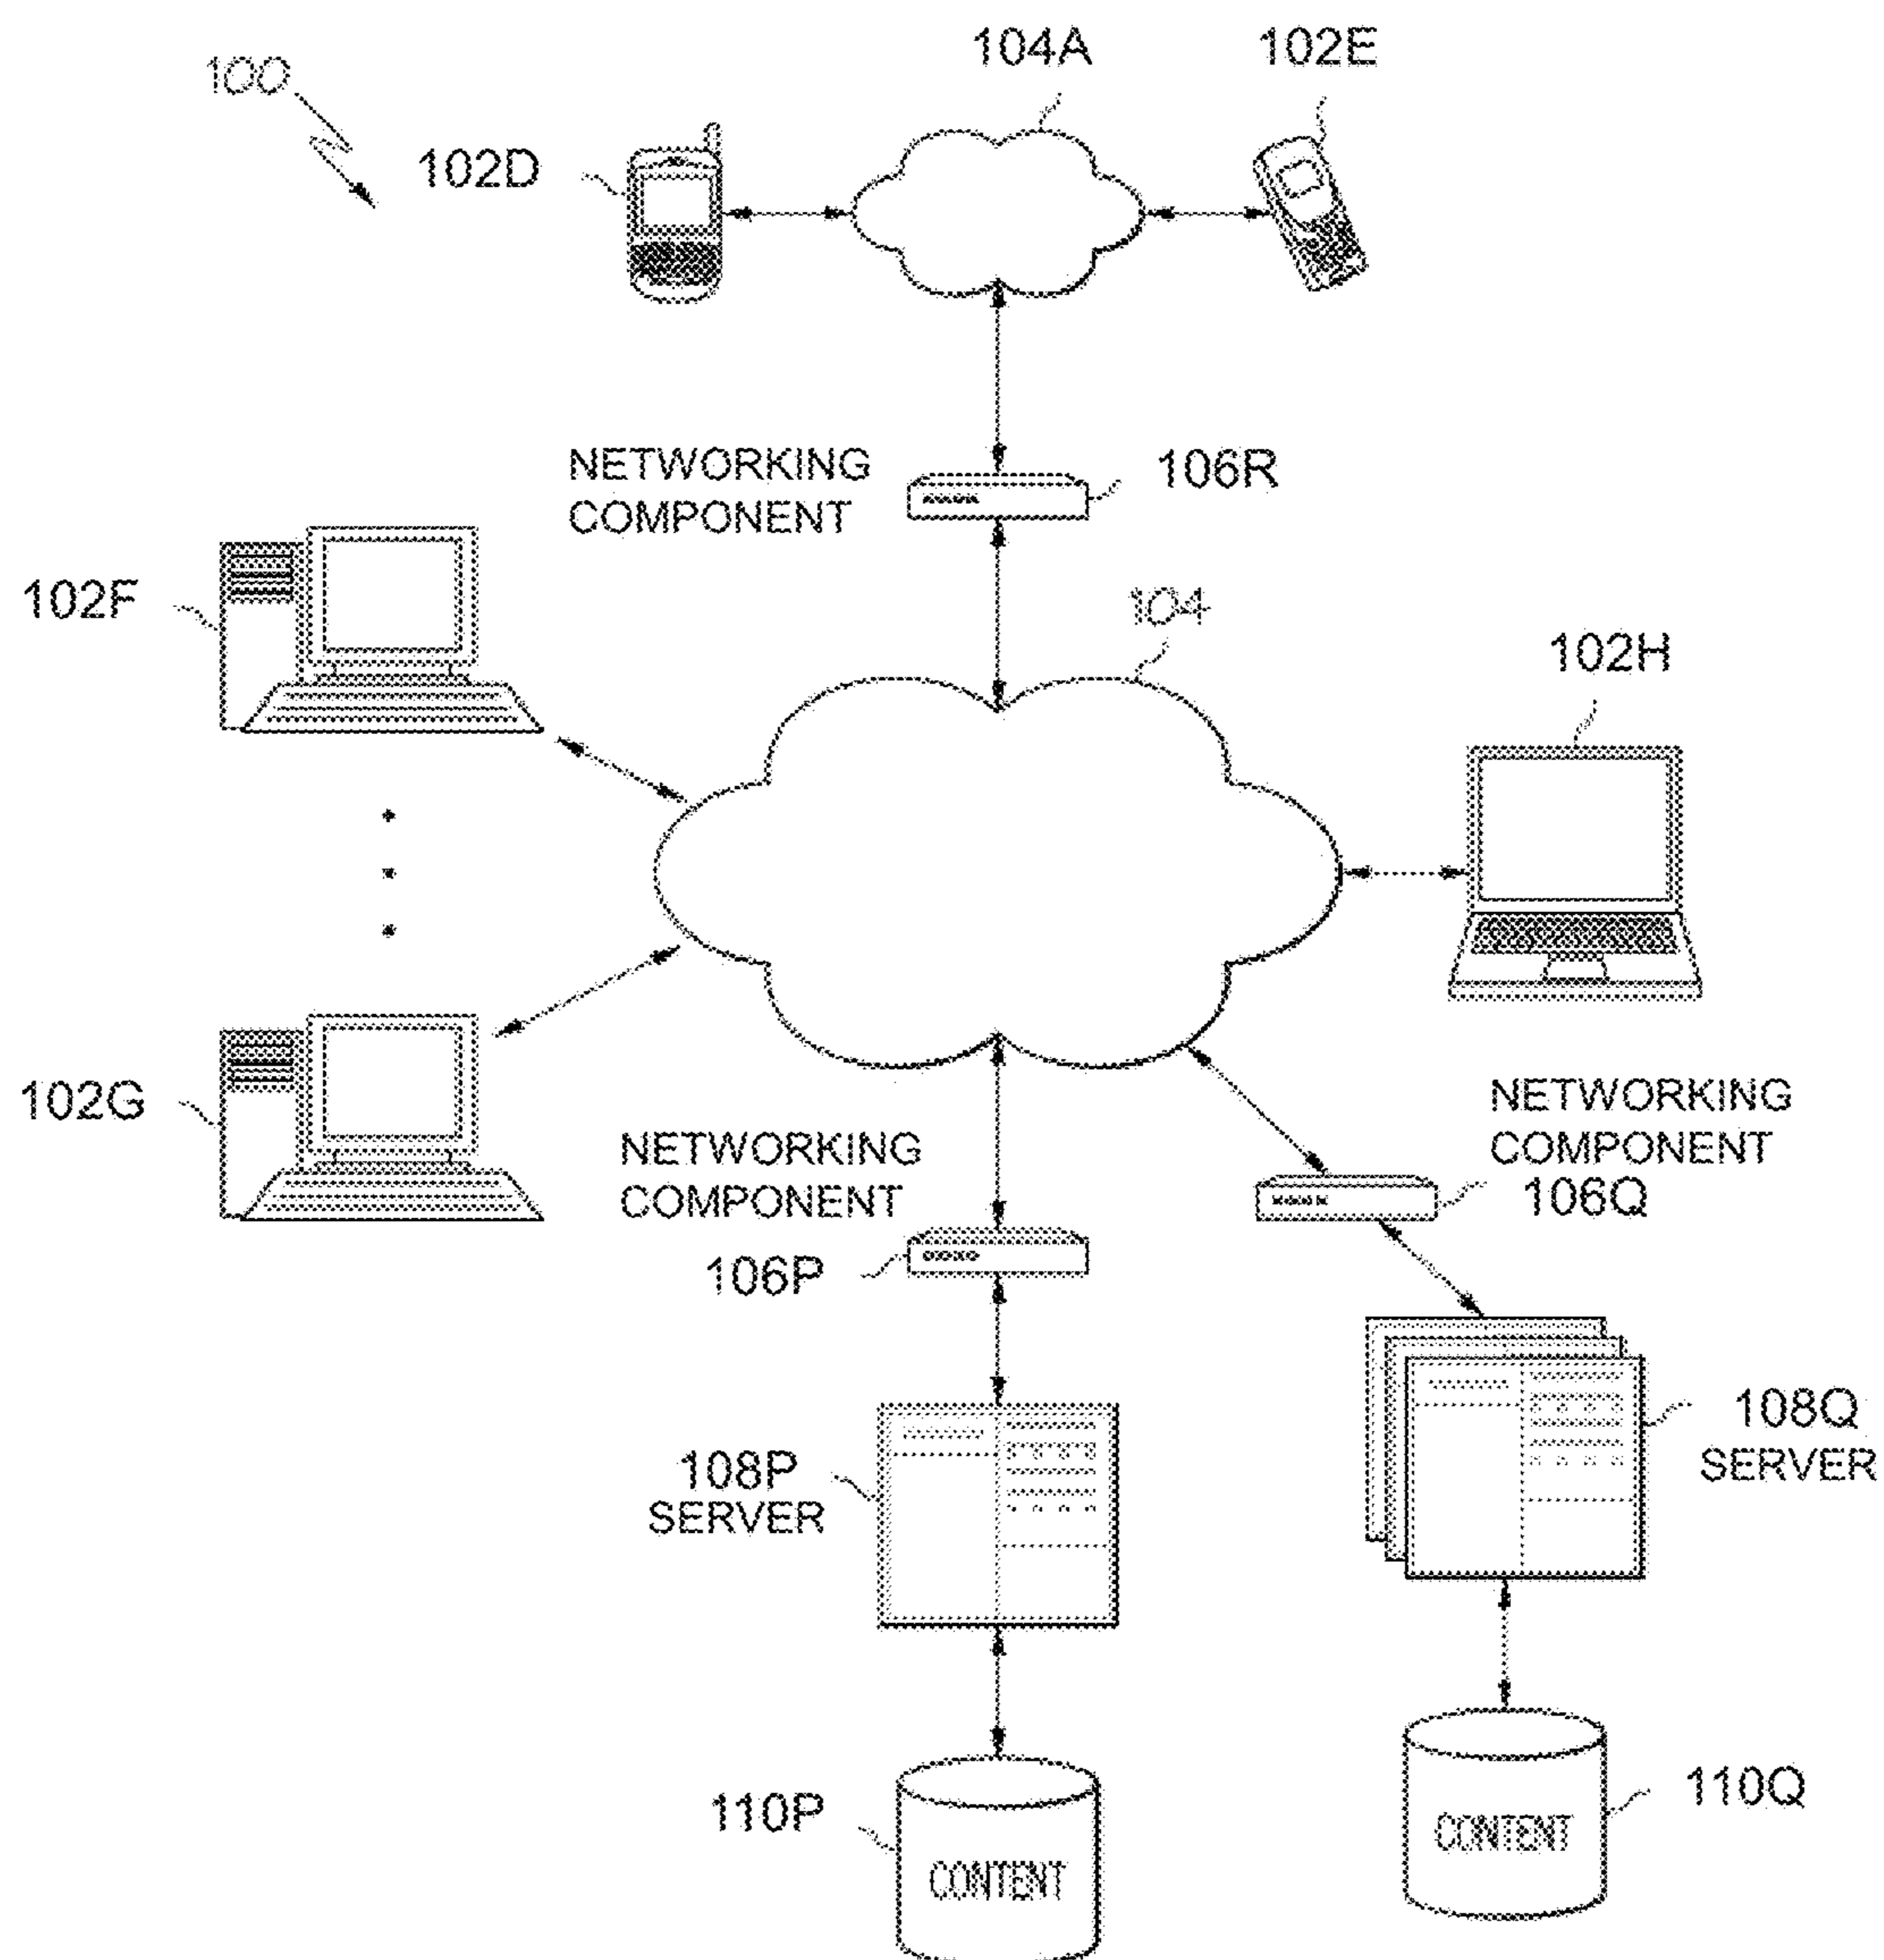 100
104A
102E
102D
NETWORKING
COMPONENT
106R
102F
104
102H
102G
NETWORKING
COMPONENT
106P
NETWORKING
COMPONENT
106Q
108P
SERVER
108Q
SERVER
110P
CONTENT
110Q
CONTENT